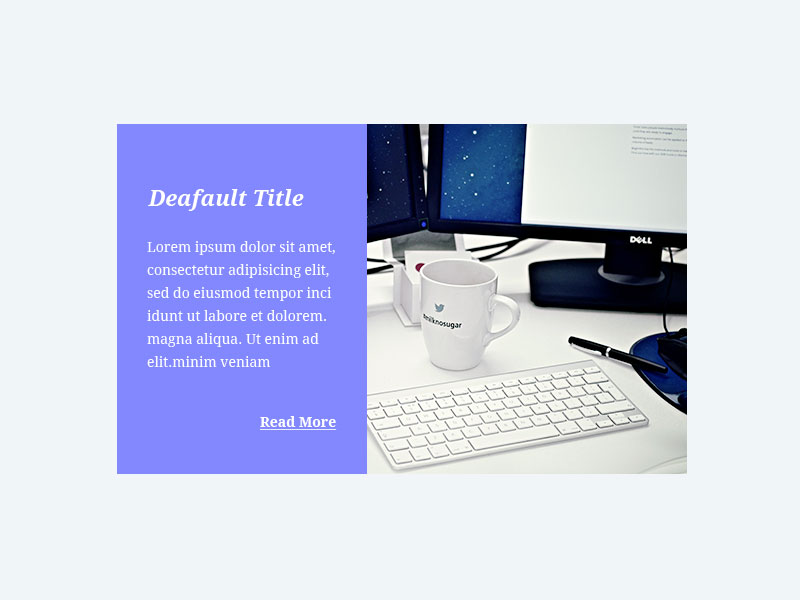 Deafault Title
Lorem ipsum dolor sit amet,
consectetur adipisicing elit,
sed do eiusmod tempor inci
idunt ut labore et dolorem.
magna aliqua. Ut enim ad
elit.minim veniam
Read More
DELL
milknosugar